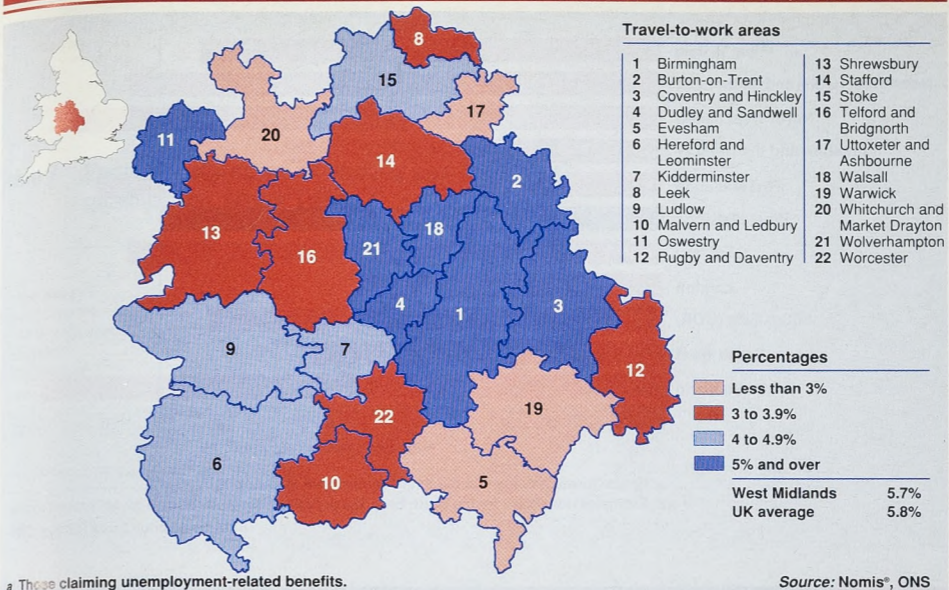 8
15
17
20
11
14
2
13
18
21
16
4
1
3
9
7
12
19
22
6
5
10
Travel-to-work areas
1 Birmingham
2 Burton-on-Trent
3 Coventry and Hinckley
4 Dudley and Sandwell
5 Evesham
6 Hereford and
Leominster
7 Kidderminster
8 Leek
9 Ludlow
10 Malvern and Ledbury
11 Oswestry
12 Rugby and Daventry
13 Shrewsbury
14 Stafford
15 Stoke
16 Telford and
Bridgnorth
17 Uttoxeter and
Ashbourne
18 Walsall
19 Warwick
20 Whitchurch and
Market Drayton
21 Wolverhampton
22 Worcester
Percentages
Less than 3%
3 to 3.9%
4 to 4.9%
5% and over
West Midlands 5.7%
UK average 5.8%
a Those claiming unemployment-related benefits.
Source: Nomis®, ONS